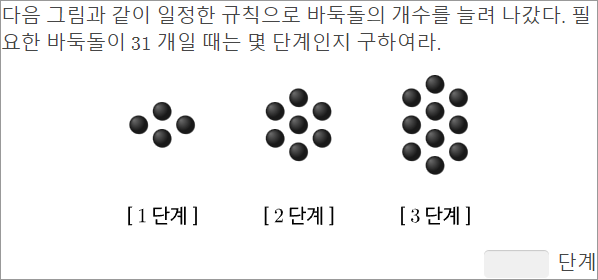 다음 그림과 같이 일정한 규칙으로 바둑돌의 개수를 늘려 나갔다. 필
요한 바둑돌이 31 개일 때는 몇 단계인지 구하여라.
[ 1 단계 ] [ 2 단계 ] [ 3 단계 ]
단계